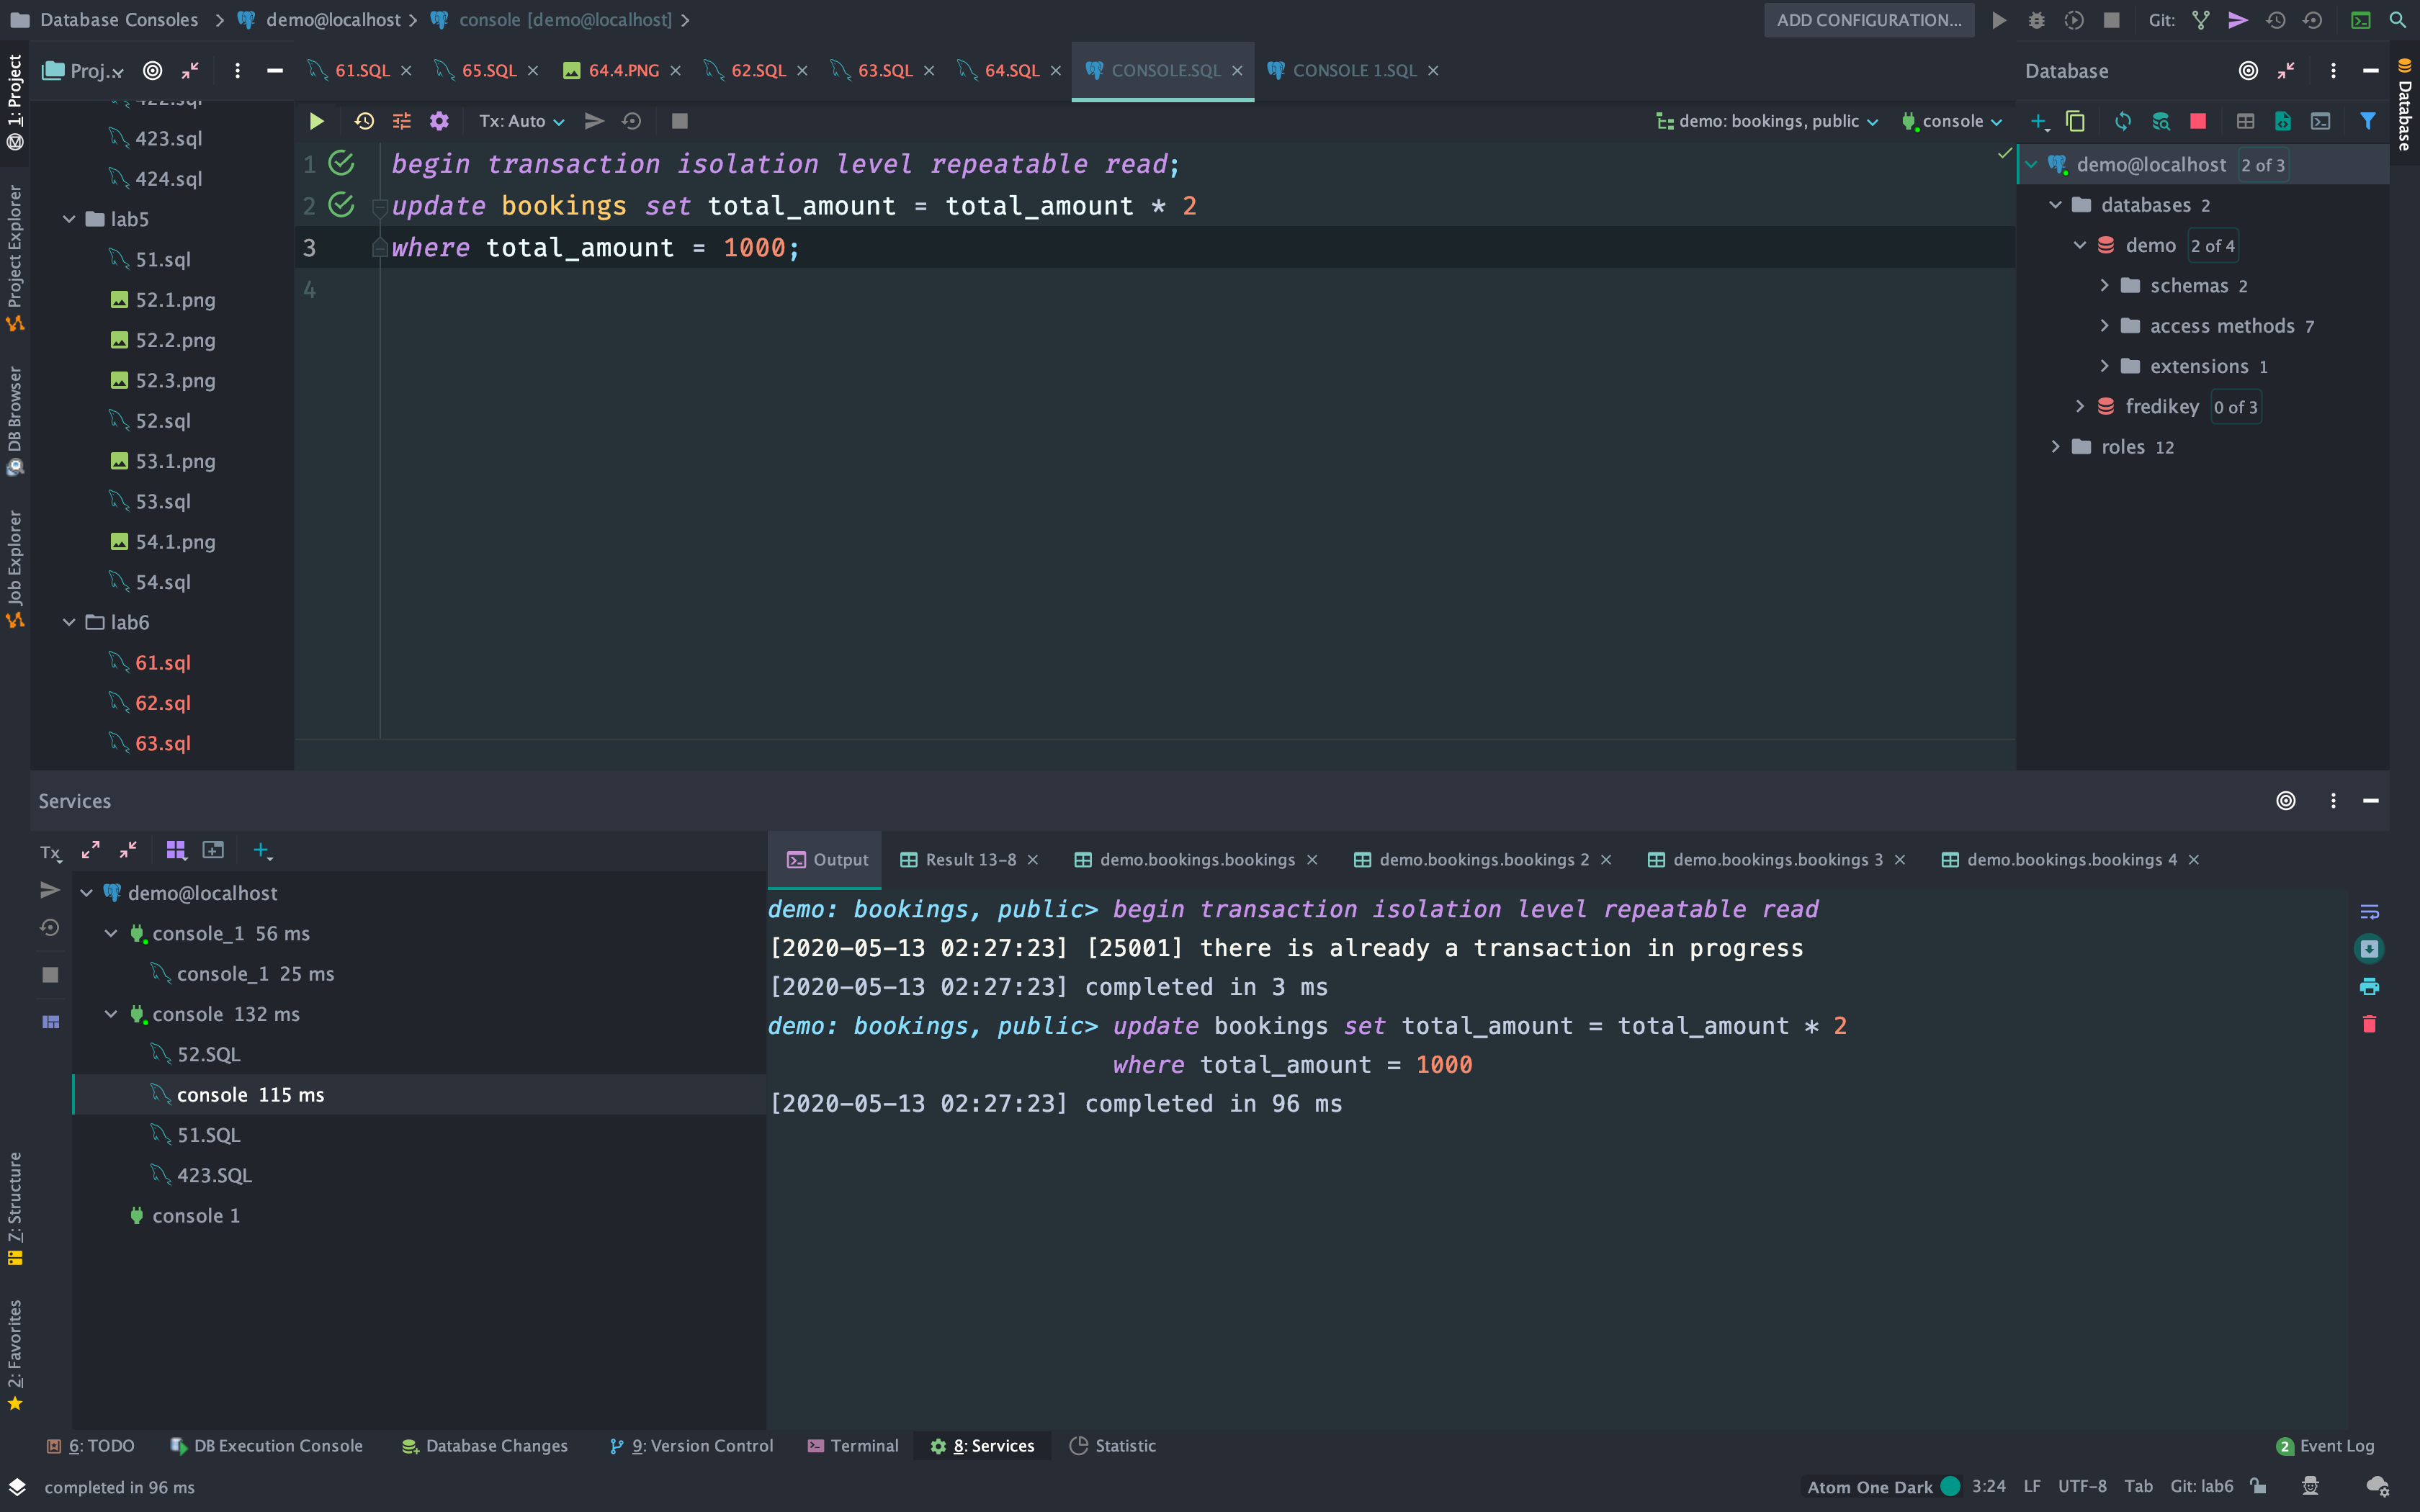 Database Consoles
demo@localhost
console [demo@localhost]
ADD CONFIGURATION...
Git:
1: Project
Project Explorer
DB Browser
Job Explorer
7: Structure
2: Favorites
Proj..
61.SQL
65.SQL
64.4.PNG
62.SQL
63.SQL
64.SQL
CONSOLE.SQL
CONSOLE 1.SQL
Database
Database
422.sql
423.sql
424.sql
lab5
51.sql
52.1.png
52.2.png
52.3.png
52.sql
53.1.png
53.sql
54.1.png
54.sql
lab6
61.sql
62.sql
63.sql
Tx: Auto
demo: bookings, public
console
1 begin transaction isolation level repeatable read;
2 update bookings set total_amount = total_amount * 2
3 where total_amount = 1000;
4
demo@localhost 2 of 3
databases 2
demo 2 of 4
schemas 2
access methods 7
extensions 1
fredikey 0 of 3
roles 12
Services
Tx
demo@localhost
console_1 56 ms
console_1 25 ms
console 132 ms
52.SQL
console 115 ms
51.SQL
423.SQL
console 1
Output
Result 13-8
demo.bookings.bookings
demo.bookings.bookings 2
demo.bookings.bookings 3
demo.bookings.bookings 4
demo: bookings, public> begin transaction isolation level repeatable read
[2020-05-13 02:27:23] [25001] there is already a transaction in progress
[2020-05-13 02:27:23] completed in 3 ms
demo: bookings, public> update bookings set total_amount = total_amount * 2
where total_amount = 1000
[2020-05-13 02:27:23] completed in 96 ms
6: TODO
DB Execution Console
Database Changes
9: Version Control
Terminal
8: Services
Statistic
2 Event Log
completed in 96 ms
Atom One Dark
3:24
LF
UTF-8
Tab
Git: lab6